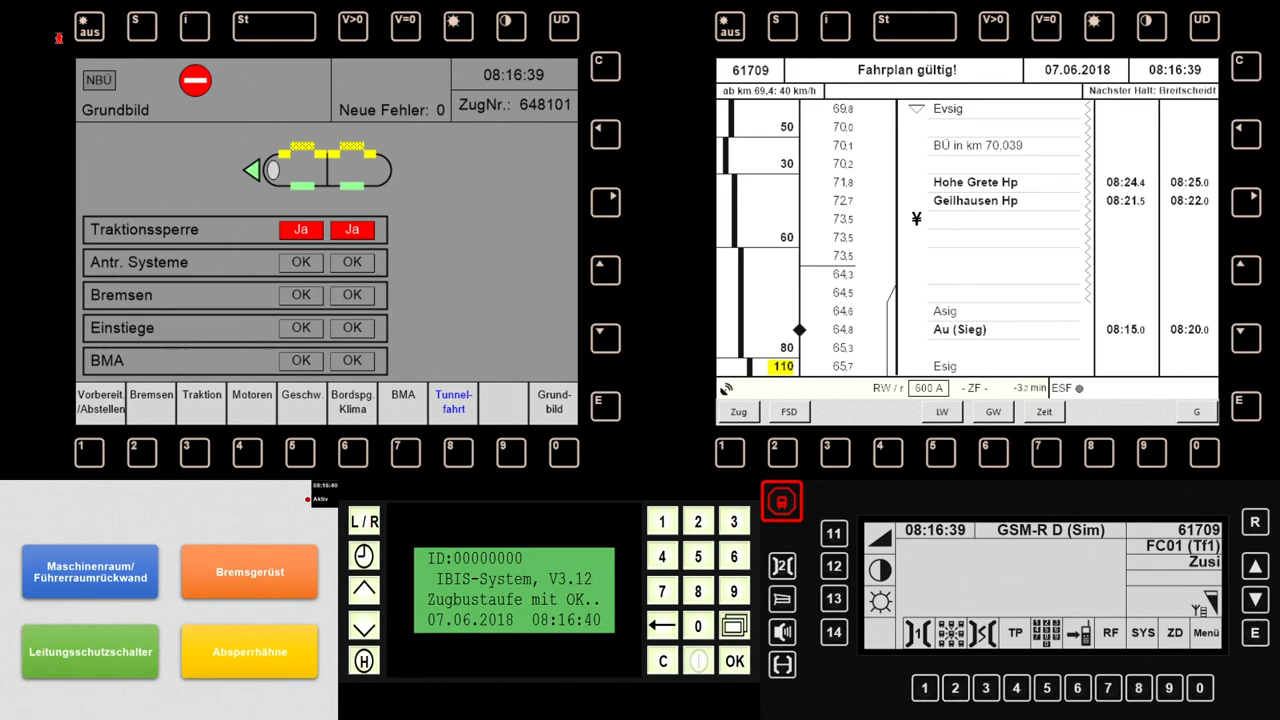 aus
S
i
St
V>0
V=0
UD
C
NBÜ
08:16:39
Grundbild
Neue Fehler: 0
ZugNr.: 648101
Traktionssperre
Ja
Ja
Antr. Systeme
OK
OK
Bremsen
OK
OK
Einstiege
OK
OK
BMA
OK
OK
Vorbereit.
/Abstellen
Bremsen
Traktion
Motoren
Geschw.
Bordspg.
Klima
BMA
Tunnel-
fahrt
Grund-
bild
E
1
2
3
4
5
6
7
8
9
0
aus
S
i
St
V>0
V=0
UD
C
61709
Fahrplan gültig!
07.06.2018
08:16:39
ab km 69,4: 40 km/h
Nächster Halt: Breitscheidt
69,8
Evsig
50
70,0
70,1
BÜ in km 70,039
30
70,2
71,8
Hohe Grete Hp
08:24.4
08:25.0
72,7
Geilhausen Hp
08:21.5
08:22.0
73,5
¥
60
73,5
73,5
64,3
64,5
64,6
Asig
64,8
Au (Sieg)
08:15.0
08:20.0
80
65,3
110
65,7
Esig
RW / r
600 A
- ZF -
-32 min
ESF
Zug
FSD
LW
GW
Zeit
G
E
1
2
3
4
5
6
7
8
9
0
08:16:40
Aktiv
Maschinenraum/
Führerraumrückwand
Bremsgerüst
Leitungsschutzschalter
Absperrhähne
L / R
H
ID:00000000
IBIS-System, V3.12
Zugbustaufe mit OK..
07.06.2018 08:16:40
1
2
3
4
5
6
7
8
9
0
C
OK
11
12
13
14
2
08:16:39
GSM-R D (Sim)
61709
FC01 (Tf1)
Zusi
1
TP
RF
SYS
ZD
Menü
R
E
1
2
3
4
5
6
7
8
9
0